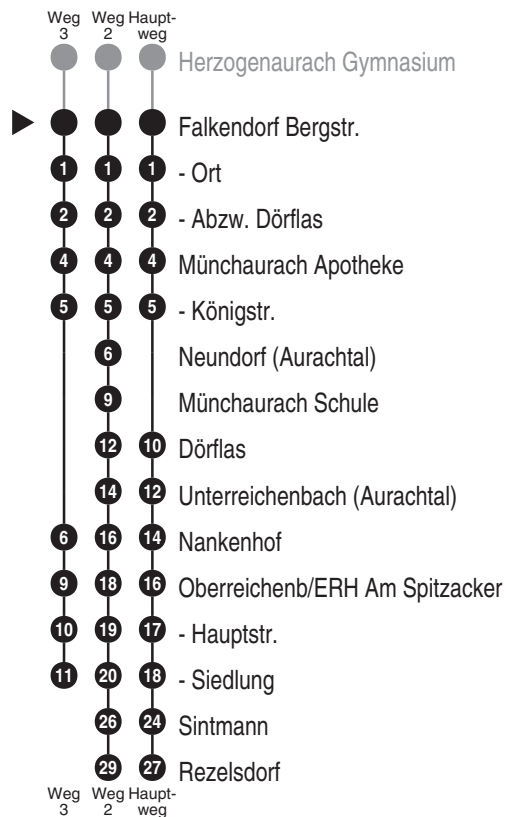 Weg Weg Haupt-
3 2 weg
Herzogenaurach Gymnasium
Falkendorf Bergstr.
1 1 1 - Ort
2 2 2 - Abzw. Dörflas
4 4 4 Münchaurach Apotheke
5 5 5 - Königstr.
6 Neundorf (Aurachtal)
9 Münchaurach Schule
12 10 Dörflas
14 12 Unterreichenbach (Aurachtal)
6 16 14 Nankenhof
9 18 16 Oberreichenb/ERH Am Spitzacker
10 19 17 - Hauptstr.
11 20 18 - Siedlung
26 24 Sintmann
29 27 Rezelsdorf
Weg Weg Haupt-
3 2 weg